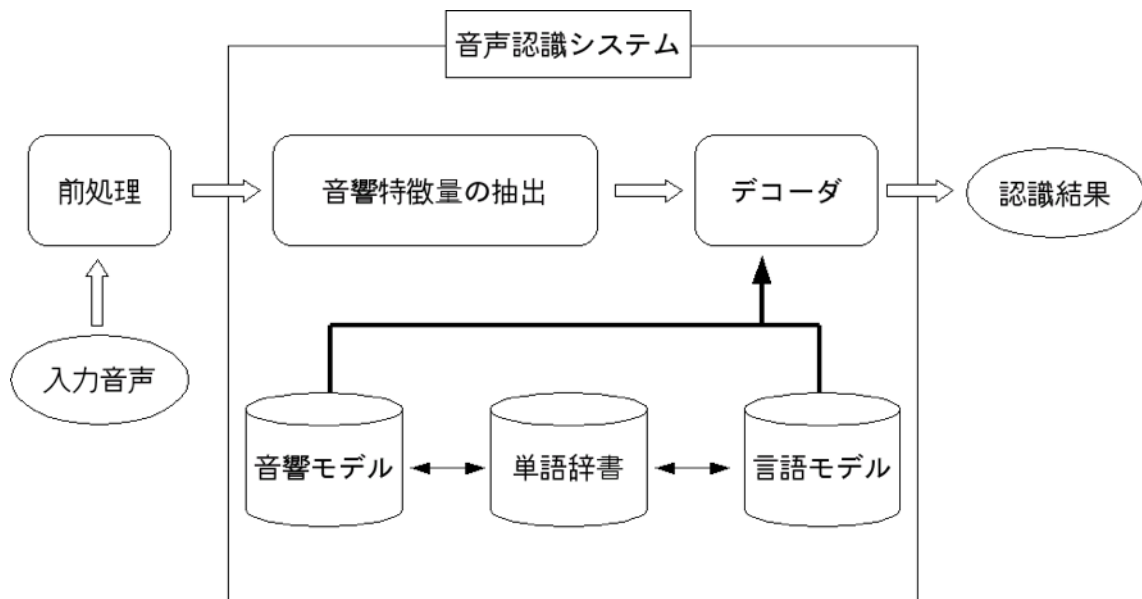 音声認識システム
前処理
音響特徴量の抽出
デコーダ
認識結果
入力音声
音響モデル
単語辞書
言語モデル